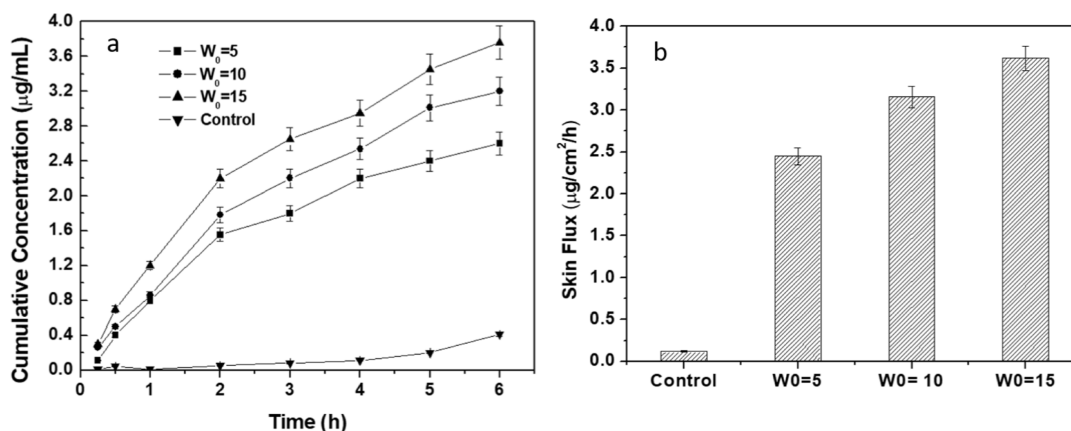 a
W₀=5
W₀=10
W₀=15
Control
Cumulative Concentration (μg/mL)
4.0
3.6
3.2
2.8
2.4
2.0
1.6
1.2
0.8
0.4
0.0
0 1 2 3 4 5 6
Time (h)
b
Skin Flux (μg/cm²/h)
4.0
3.5
3.0
2.5
2.0
1.5
1.0
0.5
0.0
Control W0=5 W0= 10 W0=15